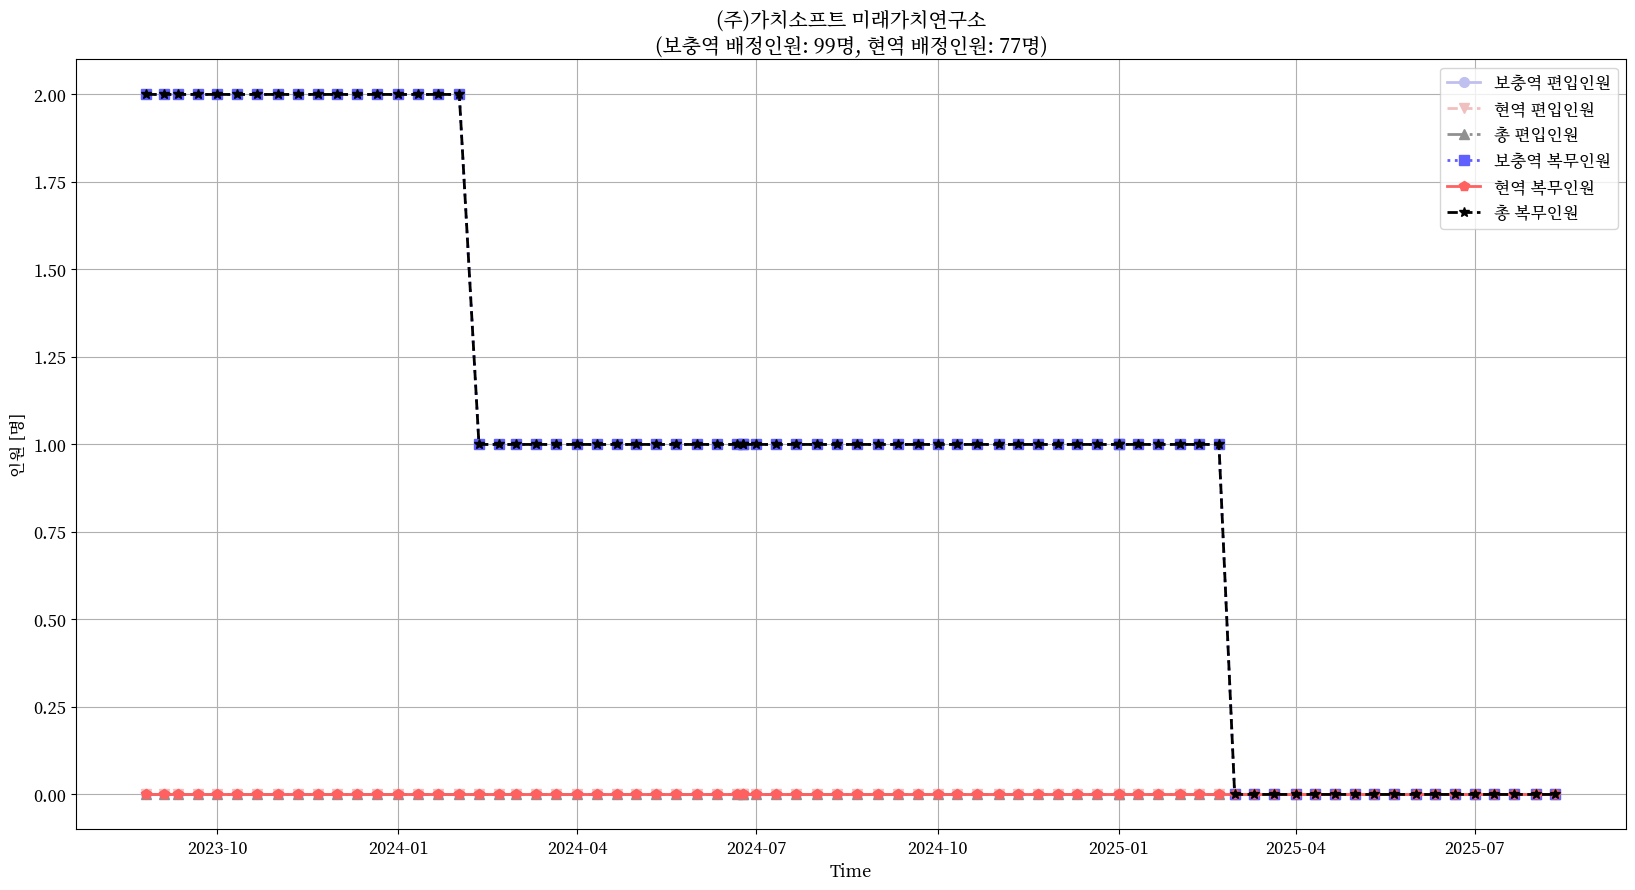 (주)가치소프트 미래가치연구소
(보충역 배정인원: 99명, 현역 배정인원: 77명)
보충역 편입인원
현역 편입인원
총 편입인원
보충역 복무인원
현역 복무인원
총 복무인원
인원 [명]
2.00
1.75
1.50
1.25
1.00
0.75
0.50
0.25
0.00
2023-10 2024-01 2024-04 2024-07 2024-10 2025-01 2025-04 2025-07
Time